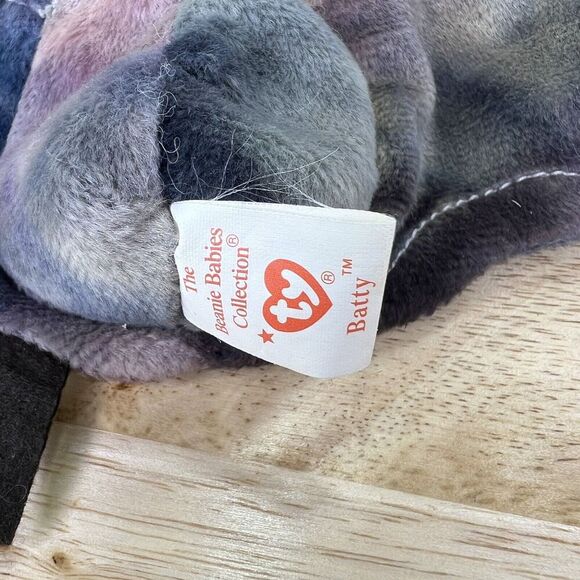 The
Beanie Babies
Collection®
ty®
Batty™